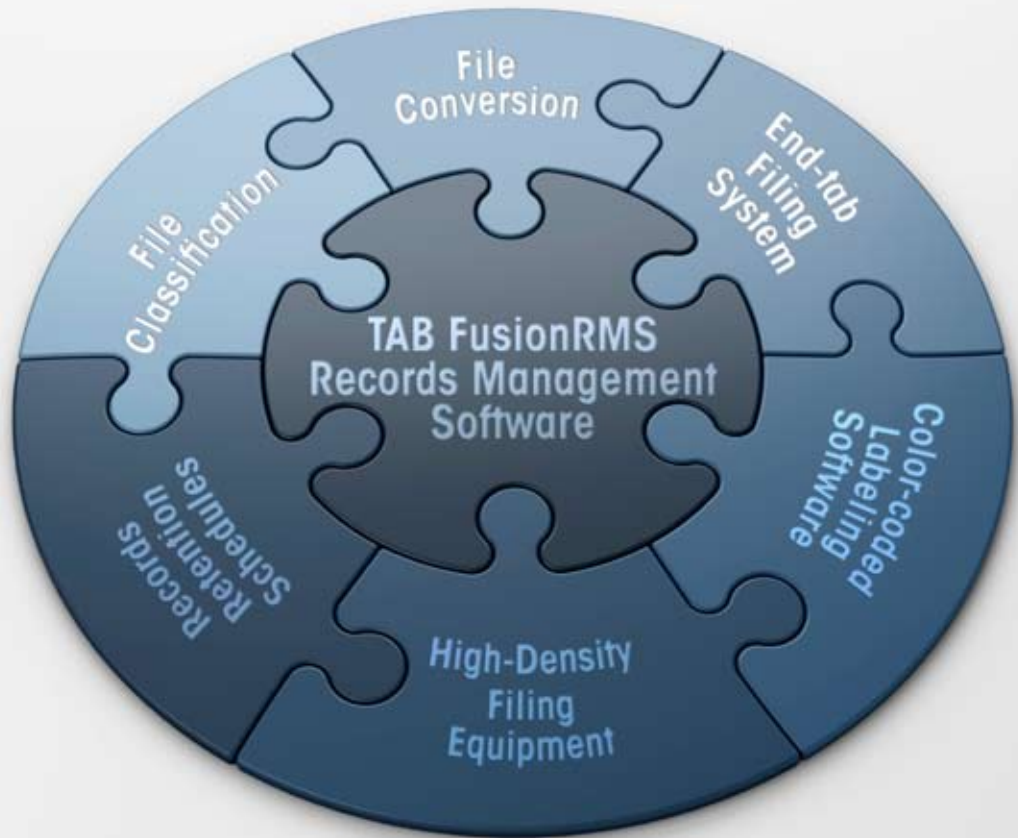 File
Conversion
End-tab
Filing
System
File
Classification
TAB FusionRMS
Records Management
Software
Color-coded
Labeling
Software
Records
Retention
Schedules
High-Density
Filing
Equipment